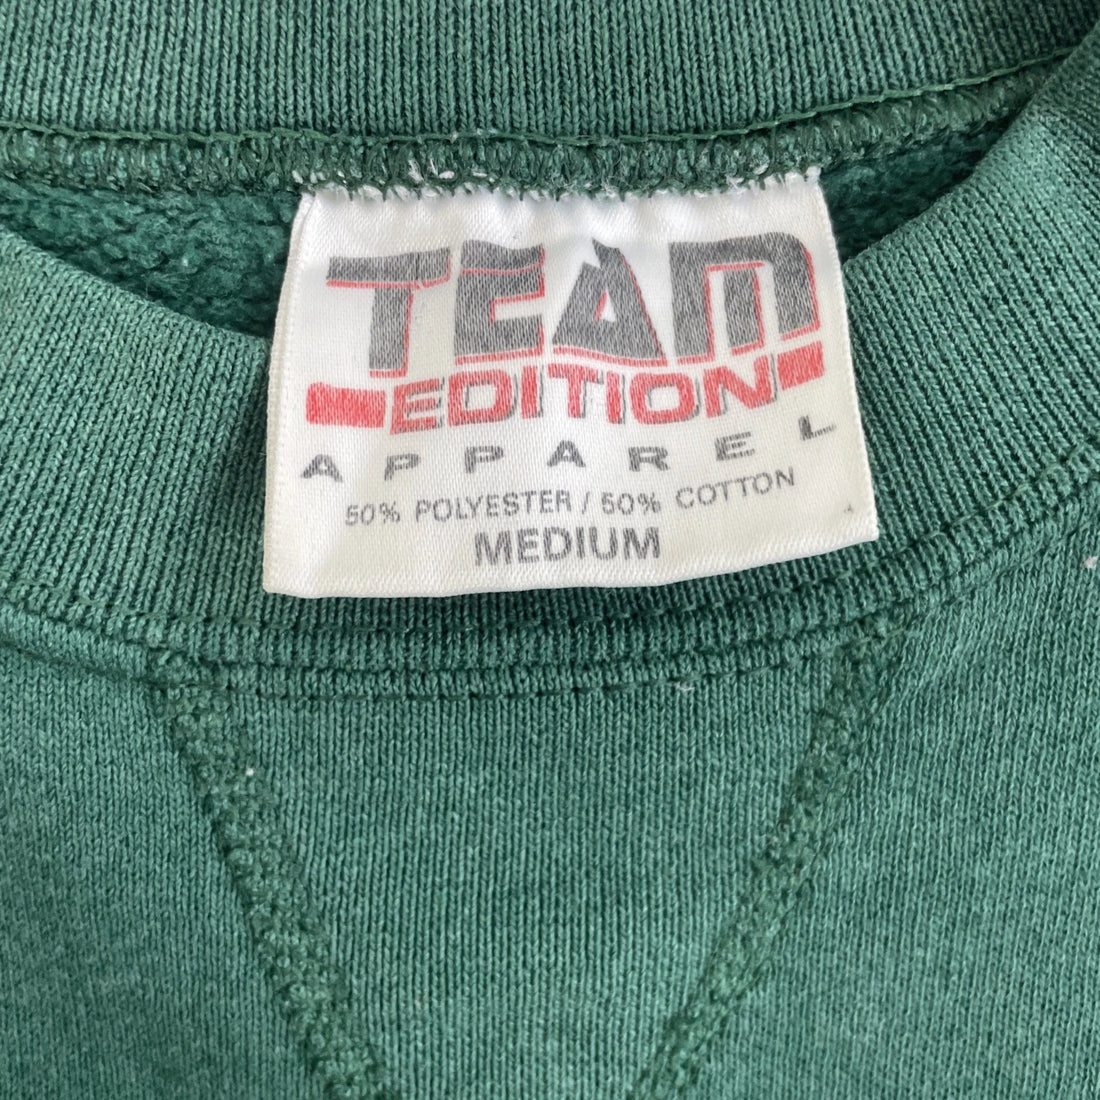 TEAM
EDITION
APPAREL
50% POLYESTER / 50% COTTON
MEDIUM